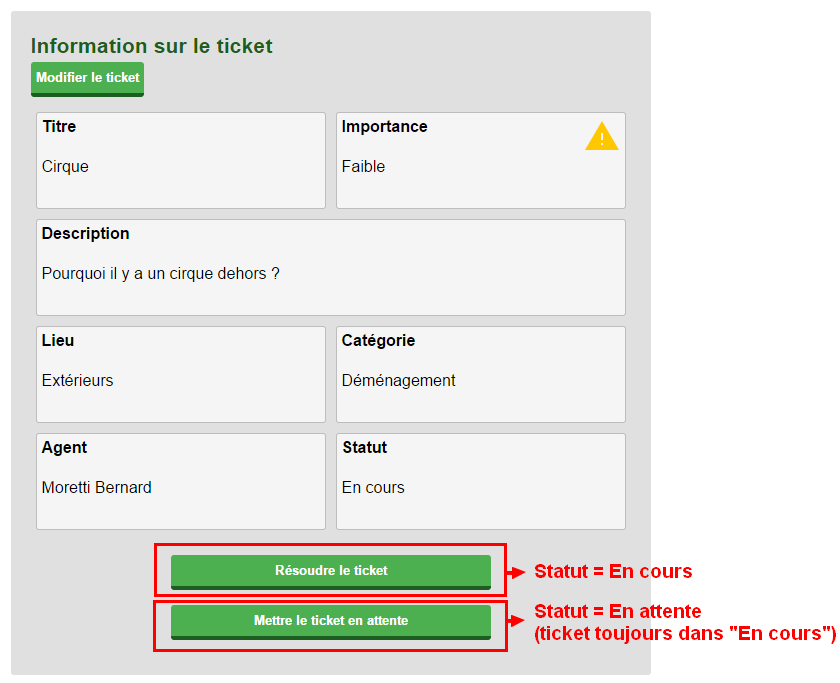 Information sur le ticket
Modifier le ticket
Titre
Cirque
Importance
Faible
Description
Pourquoi il y a un cirque dehors ?
Lieu
Extérieurs
Catégorie
Déménagement
Agent
Moretti Bernard
Statut
En cours
Résoudre le ticket
Statut = En cours
Mettre le ticket en attente
Statut = En attente
(ticket toujours dans "En cours")